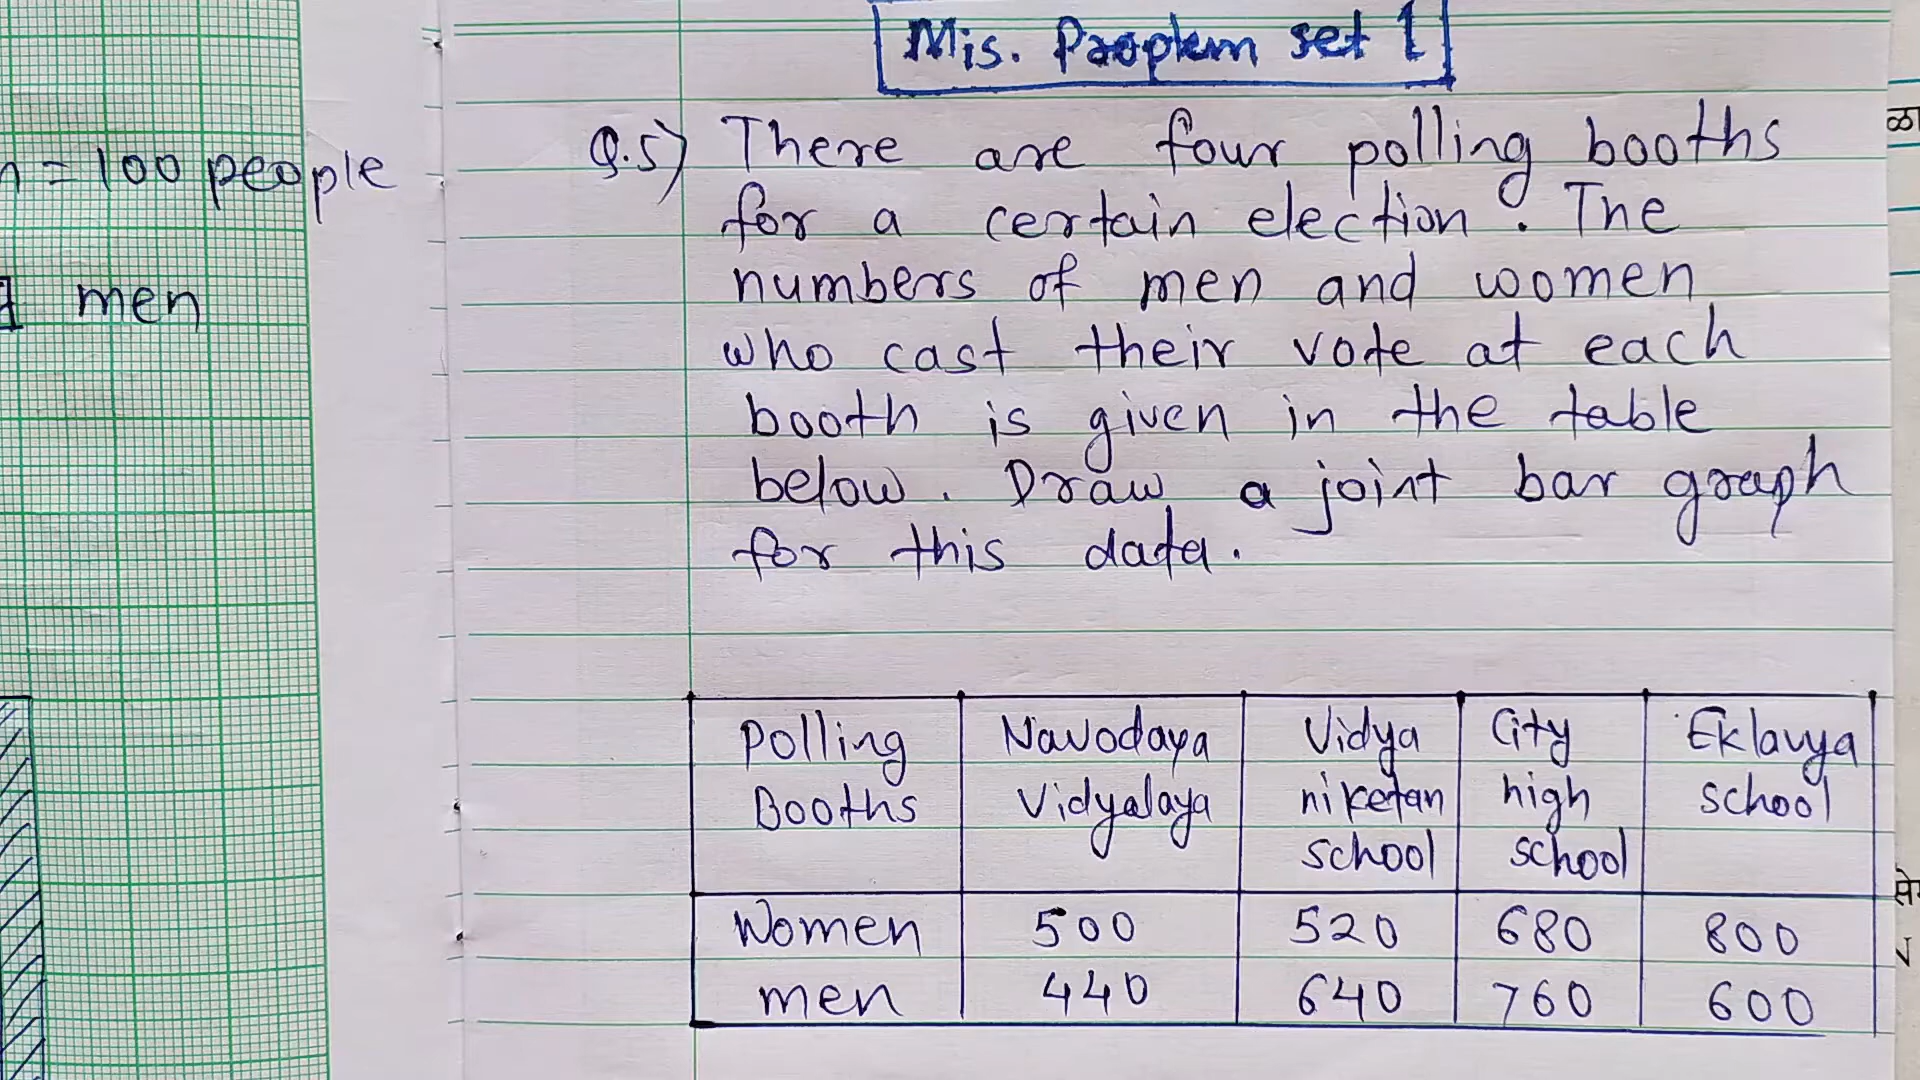 Mis. Proplem set 1
n = 100 people
men
Q.5) There are four polling booths
for a certain election. The
numbers of men and women
who cast their vote at each
booth is given in the table
below. Draw a joint bar graph
for this data.
Polling Booths | Navodaya Vidyalaya | Vidya niketan school | City high school | Eklavya school
Women | 500 | 520 | 680 | 800
men | 440 | 640 | 760 | 600